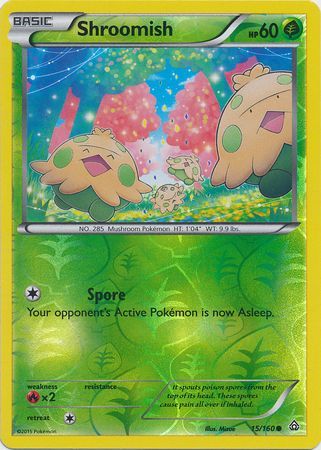 BASIC
Shroomish
HP60
NO. 285 Mushroom Pokémon HT: 1'04" WT: 9.9 lbs.
Spore
Your opponent's Active Pokémon is now Asleep.
weakness
resistance
×2
retreat
It spouts poison spores from
the top of its head. These
spores cause pain all over if inhaled.
©2015 Pokémon
Illus. Mizue
15/160